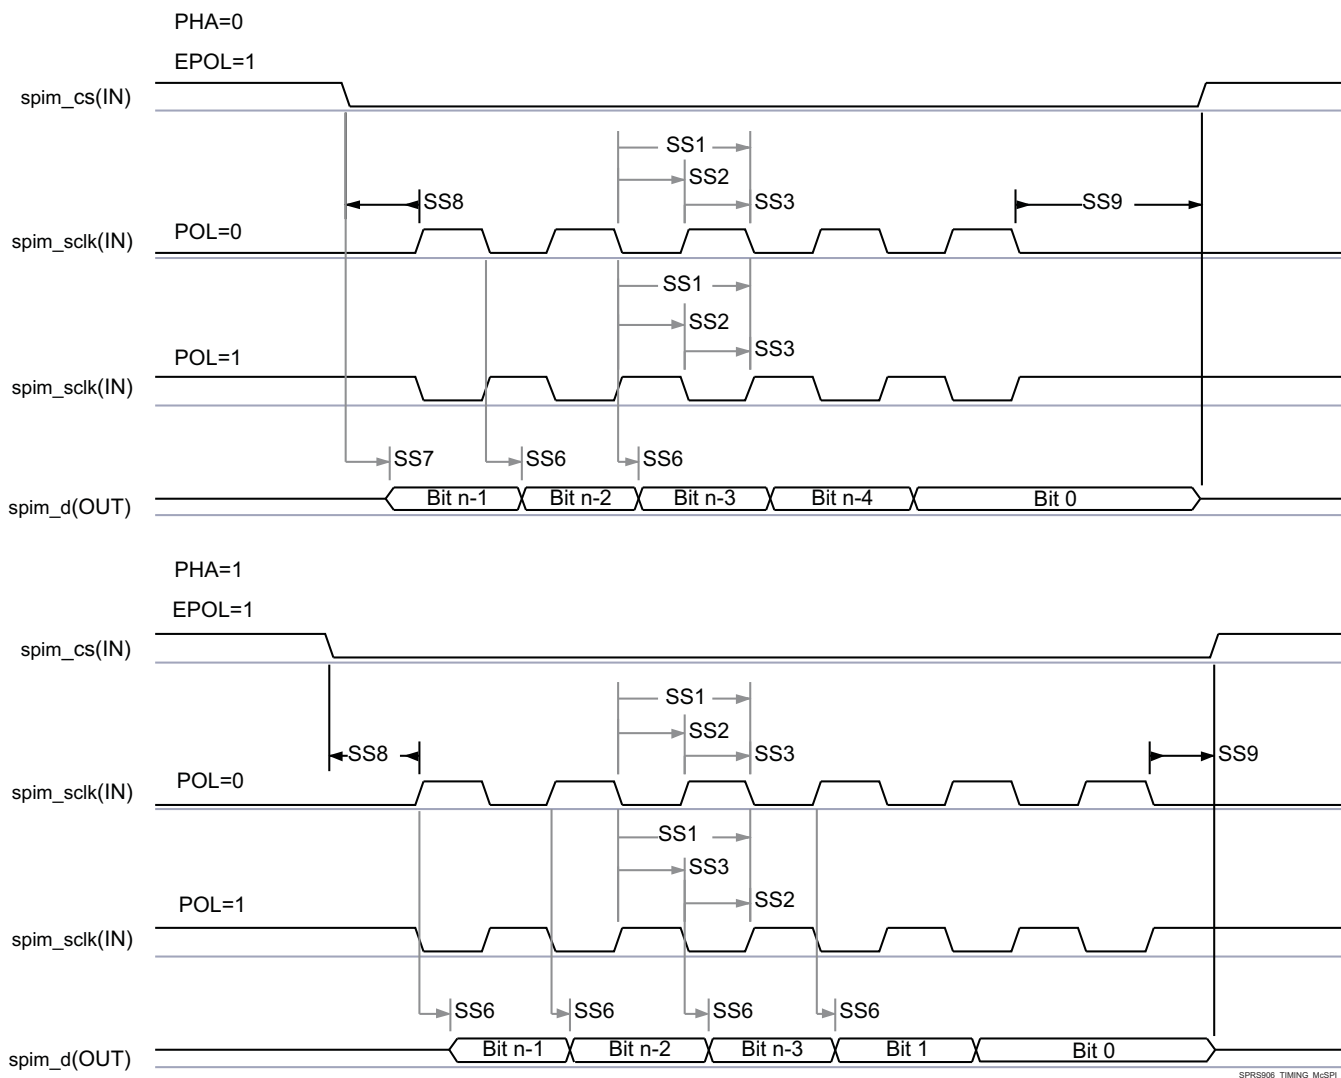 PHA=0
EPOL=1
spim_cs(IN)
SS1
SS2
SS8
SS3
SS9
POL=0
spim_sclk(IN)
SS1
SS2
SS3
POL=1
spim_sclk(IN)
SS7
SS6
SS6
Bit n-1
Bit n-2
Bit n-3
Bit n-4
Bit 0
spim_d(OUT)
PHA=1
EPOL=1
spim_cs(IN)
SS1
SS2
SS8
SS3
SS9
POL=0
spim_sclk(IN)
SS1
SS3
SS2
POL=1
spim_sclk(IN)
SS6
SS6
SS6
SS6
Bit n-1
Bit n-2
Bit n-3
Bit 1
Bit 0
spim_d(OUT)
SPRS906_TIMING_McSPI